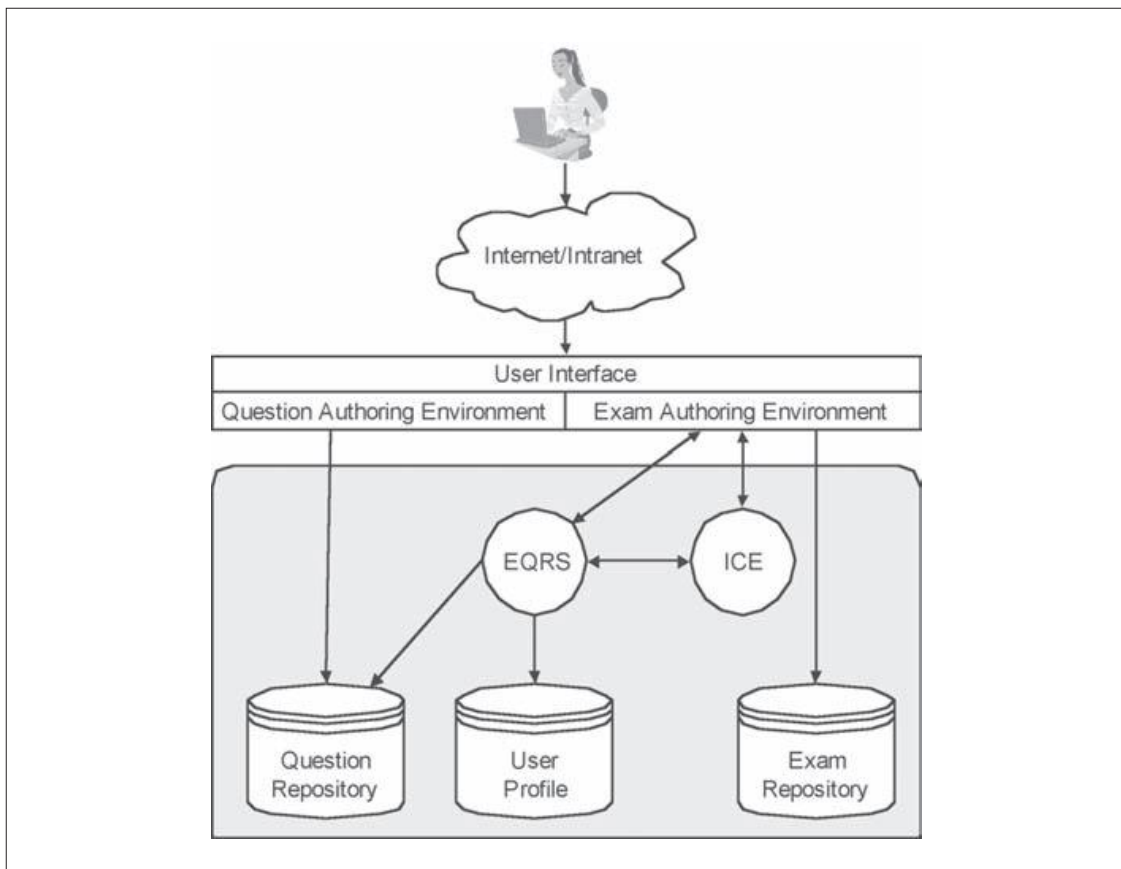 Internet/Intranet
User Interface
Question Authoring Environment
Exam Authoring Environment
EQRS
ICE
Question
Repository
User
Profile
Exam
Repository